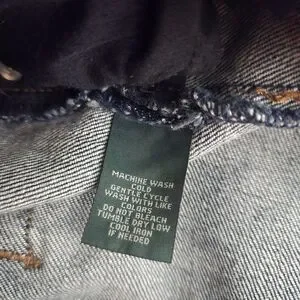 MACHINE WASH
COLD
GENTLE CYCLE
WASH WITH LIKE
COLORS
DO NOT BLEACH
TUMBLE DRY LOW
COOL IRON
IF NEEDED